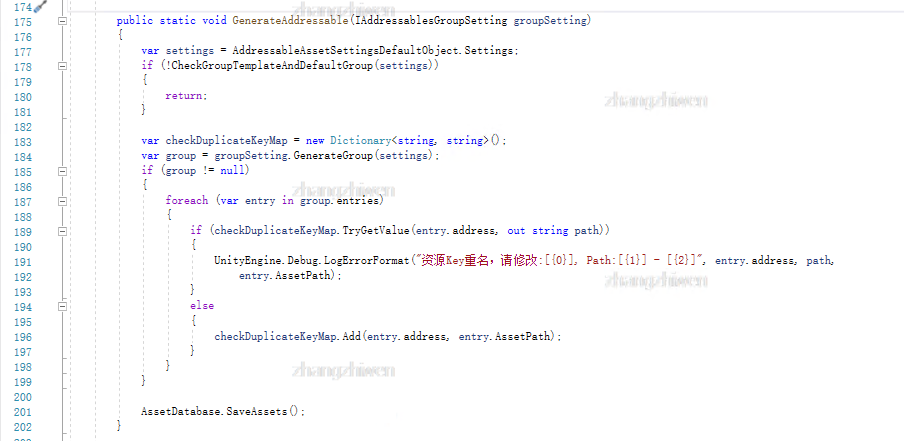 zhangzhiwen
174
175 public static void GenerateAddressable(IAddressablesGroupSetting groupSetting)
176 {
177 var settings = AddressableAssetSettingsDefaultObject.Settings;
178 if (!CheckGroupTemplateAndDefaultGroup(settings))
179 {
180 return;
zhangzhiwen
181 }
182
183 var checkDuplicateKeyMap = new Dictionary<string, string>();
184 var group = groupSetting.GenerateGroup(settings);
185 if (group != null)
186 {
zhangzhiwen
187 foreach (var entry in group.entries)
188 {
189 if (checkDuplicateKeyMap.TryGetValue(entry.address, out string path))
190 {
191 UnityEngine.Debug.LogErrorFormat("资源Key重名，请修改:[{0}], Path:[{1}] - [{2}]", entry.address, path,
192 entry.AssetPath);
zhangzhiwen
193 }
194 else
195 {
196 checkDuplicateKeyMap.Add(entry.address, entry.AssetPath);
197 }
198 }
zhangzhiwen
199 }
200
201 AssetDatabase.SaveAssets();
202 }